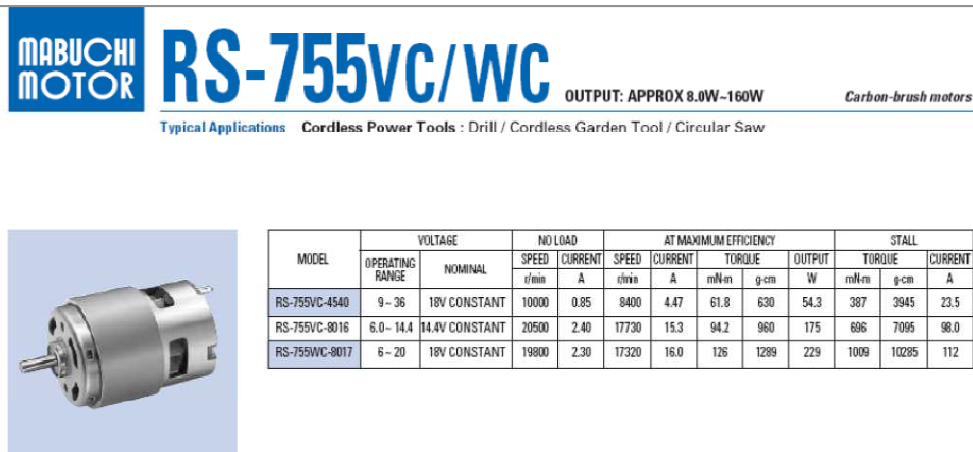 MABUCHI
MOTOR
RS-755VC/WC
OUTPUT: APPROX 8.0W~160W
Carbon-brush motors
Typical Applications Cordless Power Tools : Drill / Cordless Garden Tool / Circular Saw
MODEL VOLTAGE NO LOAD AT MAXIMUM EFFICIENCY STALL
OPERATING RANGE NOMINAL SPEED CURRENT SPEED CURRENT TORQUE OUTPUT TORQUE CURRENT
r/min A r/min A mN·m g·cm W mN·m g·cm A
RS-755VC-4540 9~36 18V CONSTANT 10000 0.85 8400 4.47 61.8 630 54.3 387 3945 23.5
RS-755VC-8016 6.0~14.4 14.4V CONSTANT 20500 2.40 17730 15.3 94.2 960 175 696 7095 98.0
RS-755WC-8017 6~20 18V CONSTANT 19800 2.30 17320 16.0 126 1289 229 1009 10285 112